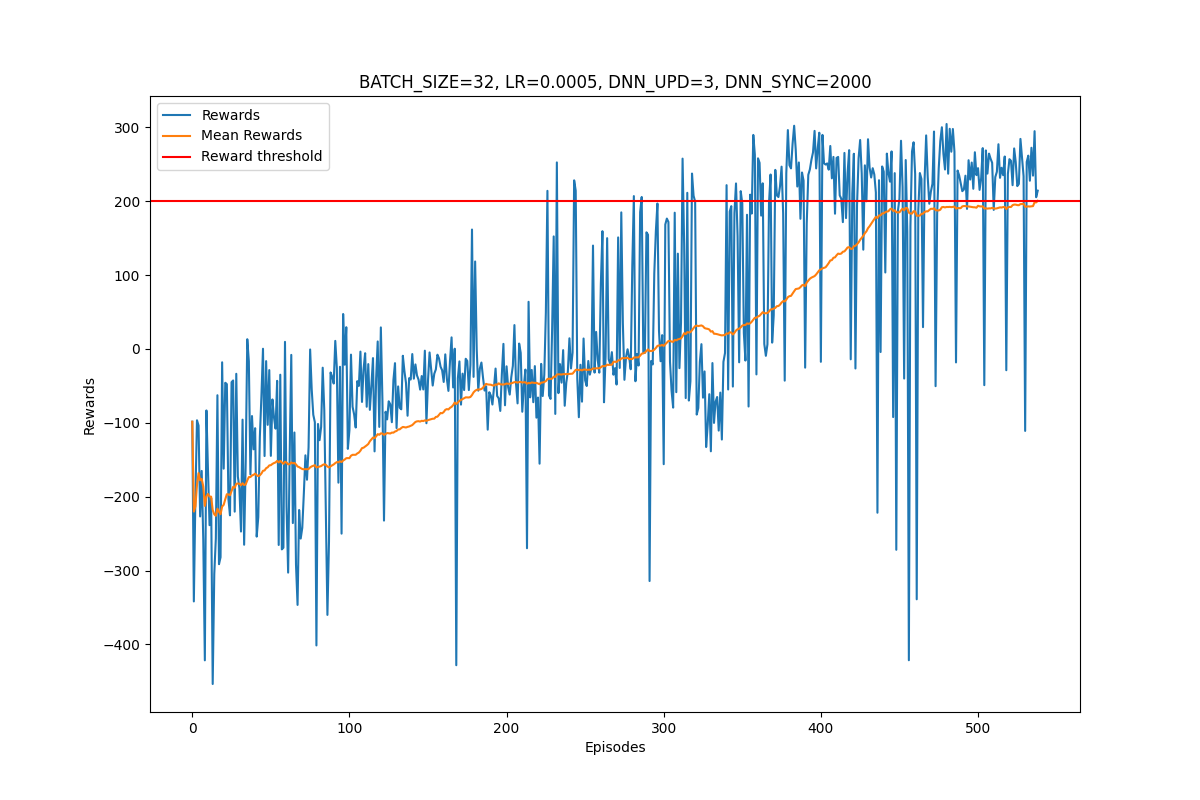 BATCH_SIZE=32, LR=0.0005, DNN_UPD=3, DNN_SYNC=2000
Rewards
Mean Rewards
Reward threshold
300
200
100
0
−100
−200
−300
−400
Rewards
0 100 200 300 400 500
Episodes